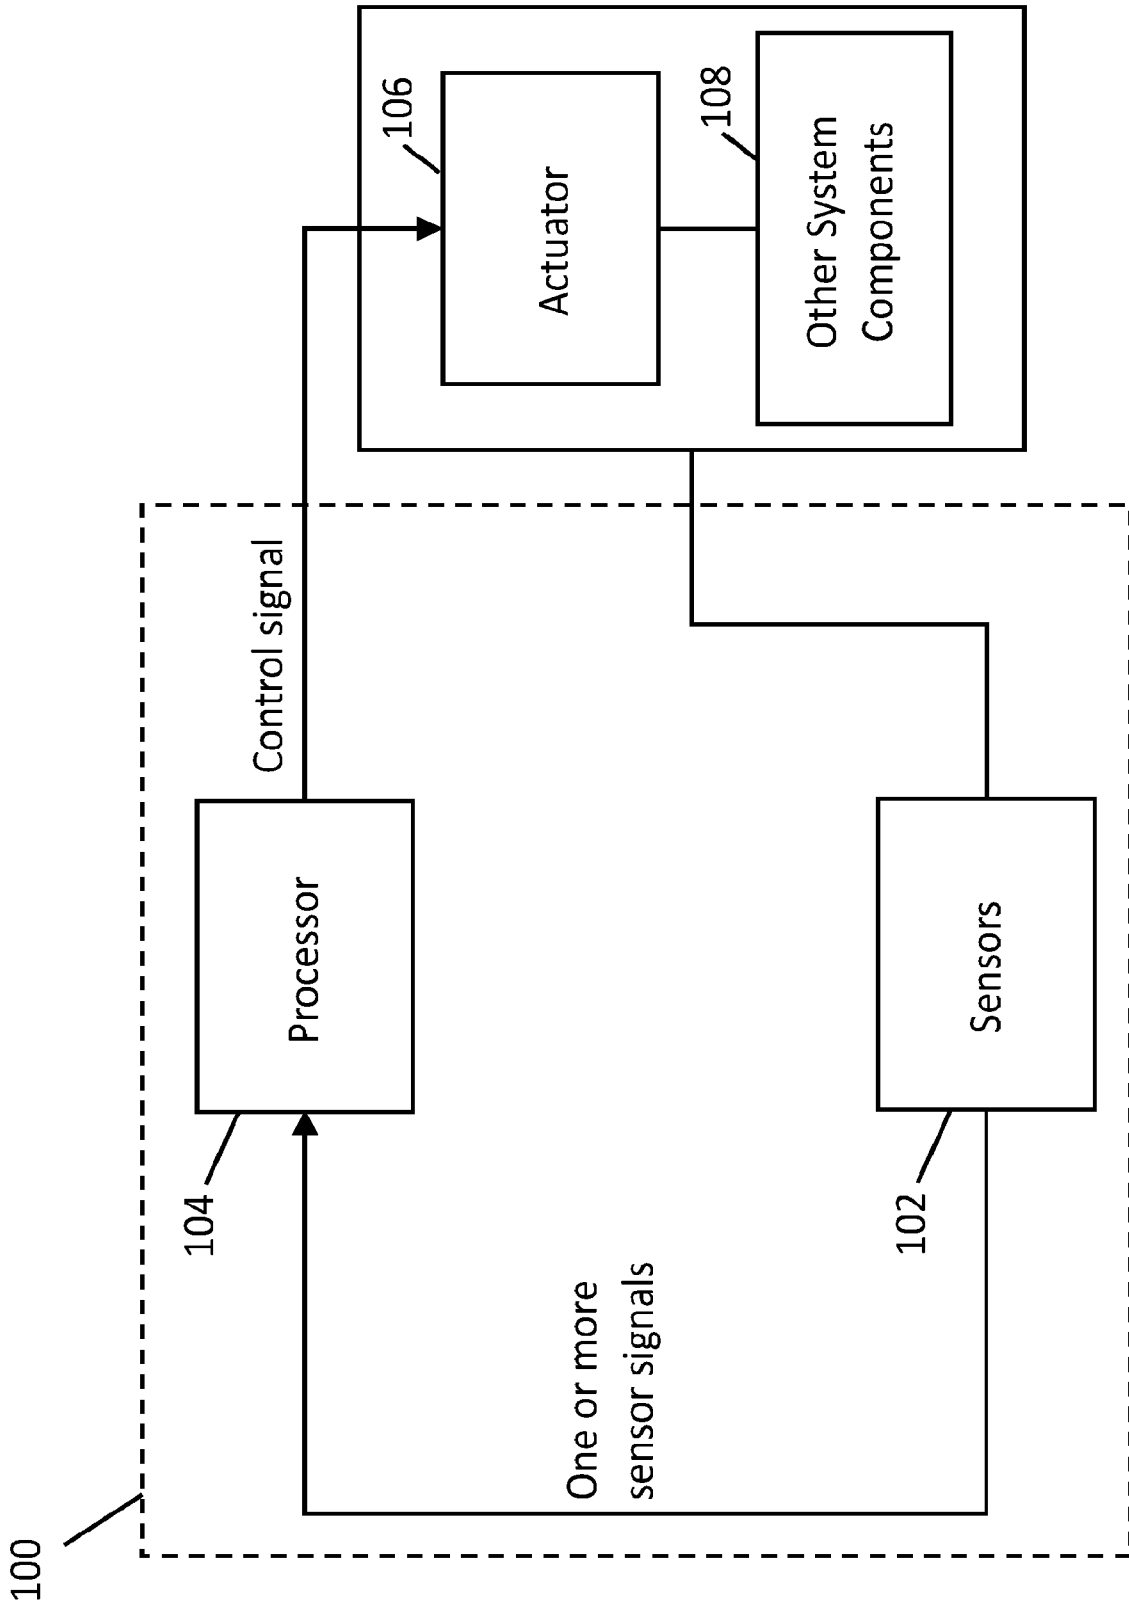 100
104
Processor
Control signal
106
Actuator
108
Other System
Components
One or more
sensor signals
102
Sensors